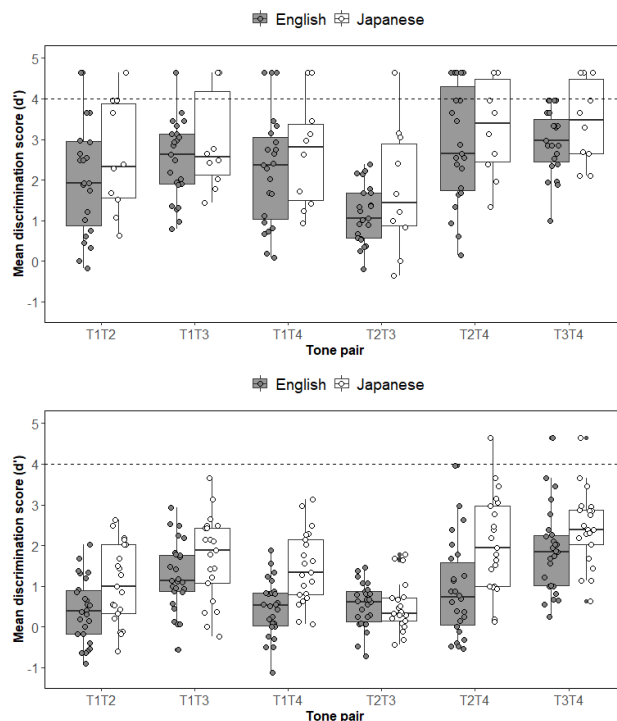 English Japanese
5
4
3
2
1
0
-1
Mean discrimination score (d')
T1T2 T1T3 T1T4 T2T3 T2T4 T3T4
Tone pair
English Japanese
5
4
3
2
1
0
-1
Mean discrimination score (d')
T1T2 T1T3 T1T4 T2T3 T2T4 T3T4
Tone pair